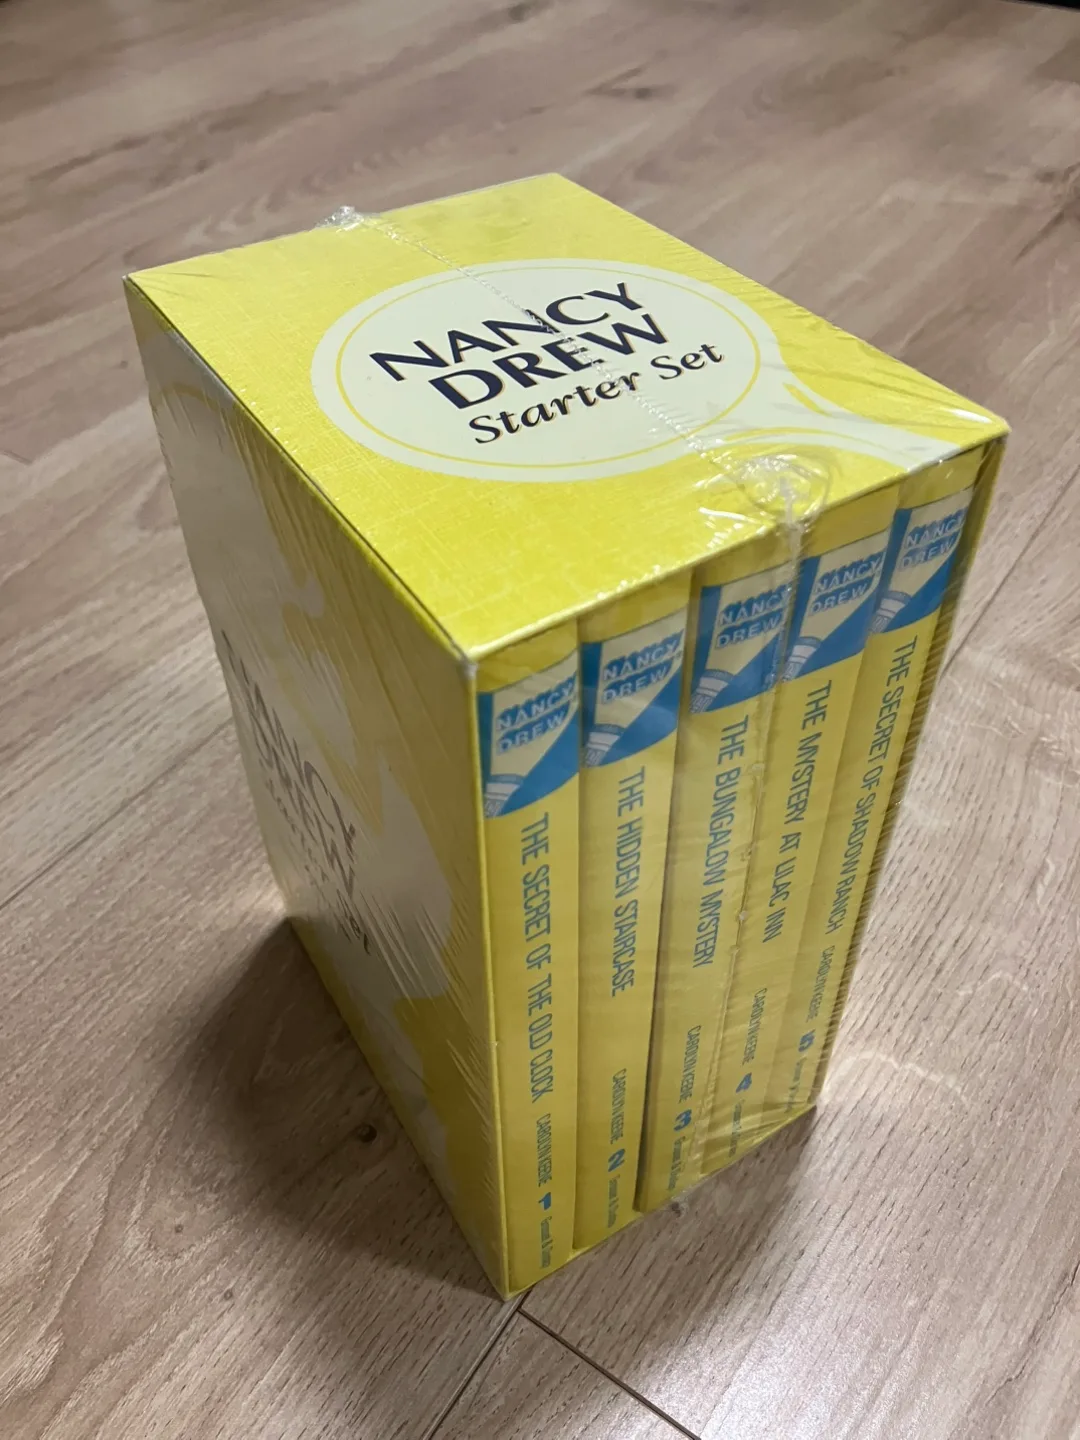 NANCY
DREW
Starter Set
NANCY
DREW
THE SECRET OF THE OLD CLOCK
CAROLYN KEENE
1
NANCY
DREW
THE HIDDEN STAIRCASE
CAROLYN KEENE
2
NANCY
DREW
THE BUNGALOW MYSTERY
CAROLYN KEENE
3
NANCY
DREW
THE MYSTERY AT LILAC INN
CAROLYN KEENE
4
NANCY
DREW
THE SECRET OF SHADOW RANCH
CAROLYN KEENE
5